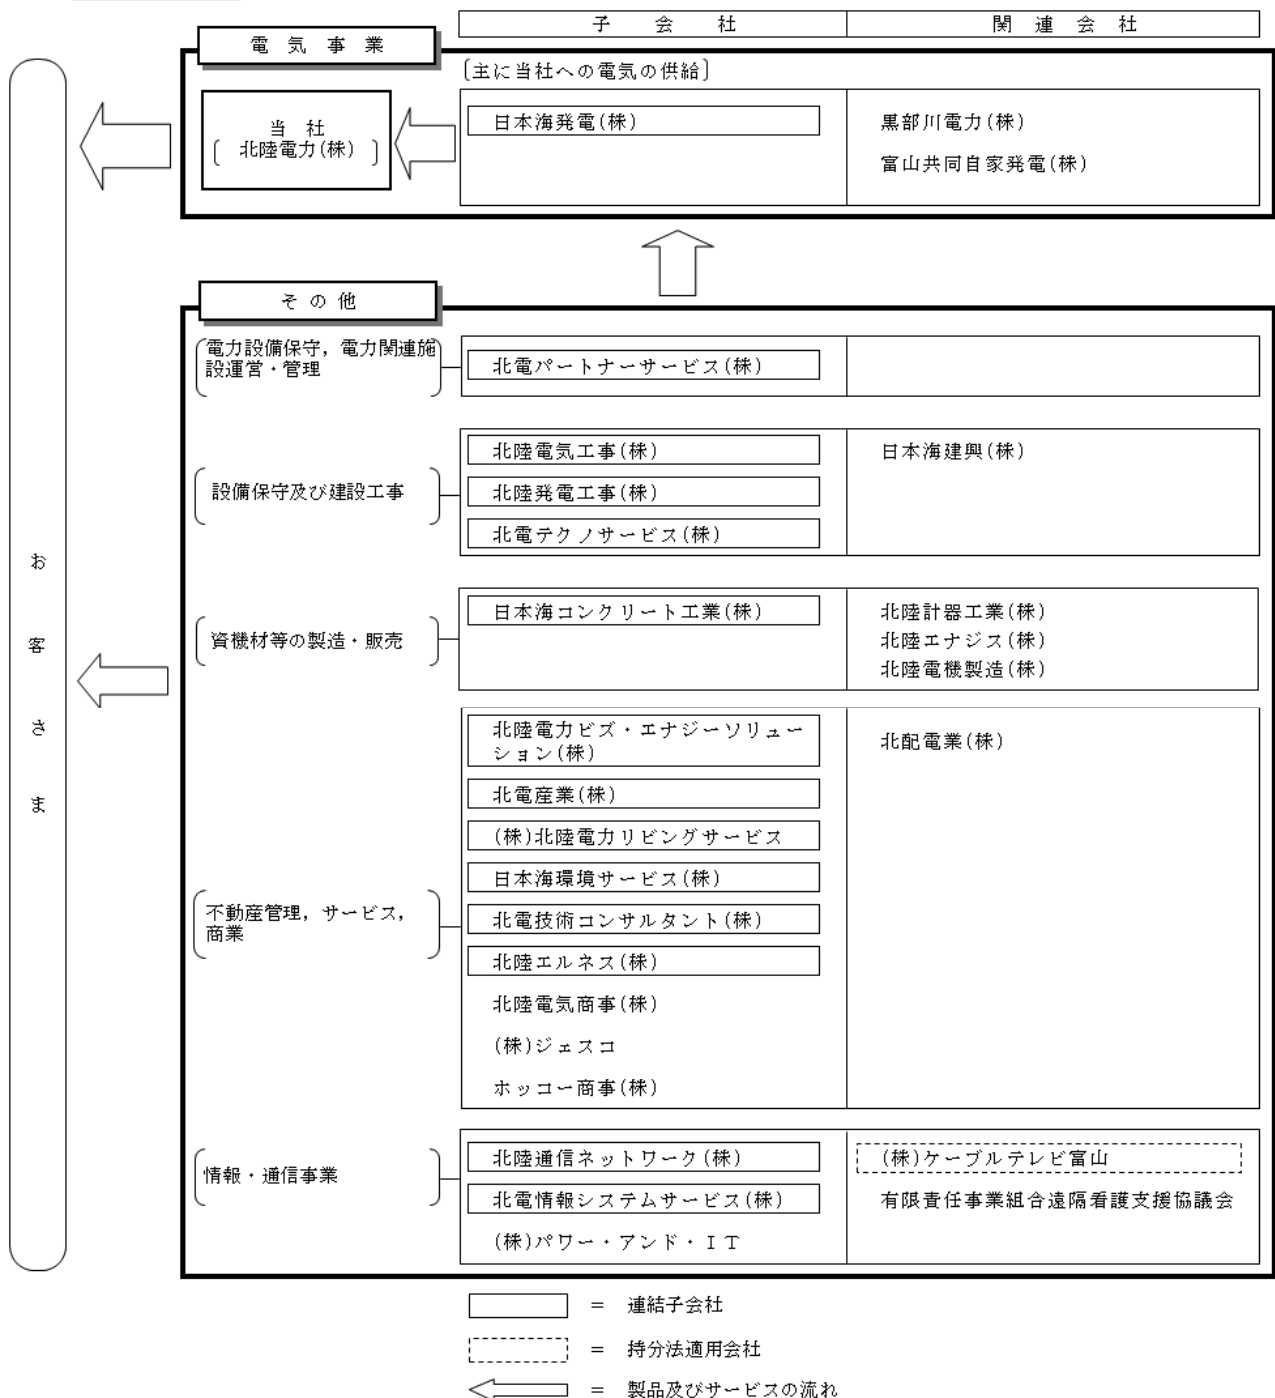 子 会 社
関 連 会 社
電 気 事 業
〔主に当社への電気の供給〕
当 社
〔 北陸電力(株) 〕
日本海発電(株)
黒部川電力(株)
富山共同自家発電(株)
そ の 他
電力設備保守，電力関連施
設運営・管理
北電パートナーサービス(株)
設備保守及び建設工事
北陸電気工事(株)
北陸発電工事(株)
北電テクノサービス(株)
日本海建興(株)
資機材等の製造・販売
日本海コンクリート工業(株)
北陸計器工業(株)
北陸エナジス(株)
北陸電機製造(株)
不動産管理，サービス，
商業
北陸電力ビズ・エナジーソリュー
ション(株)
北電産業(株)
(株)北陸電力リビングサービス
日本海環境サービス(株)
北電技術コンサルタント(株)
北陸エルネス(株)
北陸電気商事(株)
(株)ジェスコ
ホッコー商事(株)
北配電業(株)
情報・通信事業
北陸通信ネットワーク(株)
北電情報システムサービス(株)
(株)パワー・アンド・ＩＴ
(株)ケーブルテレビ富山
有限責任事業組合遠隔看護支援協議会
お客さま
＝ 連結子会社
＝ 持分法適用会社
＝ 製品及びサービスの流れ